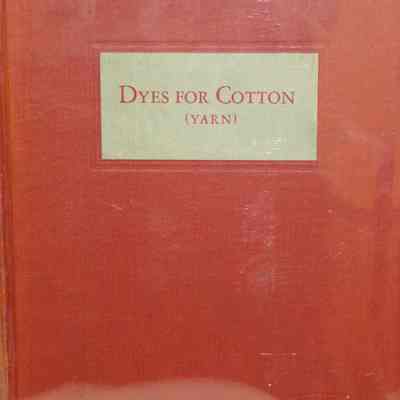 DYES FOR COTTON
(YARN)